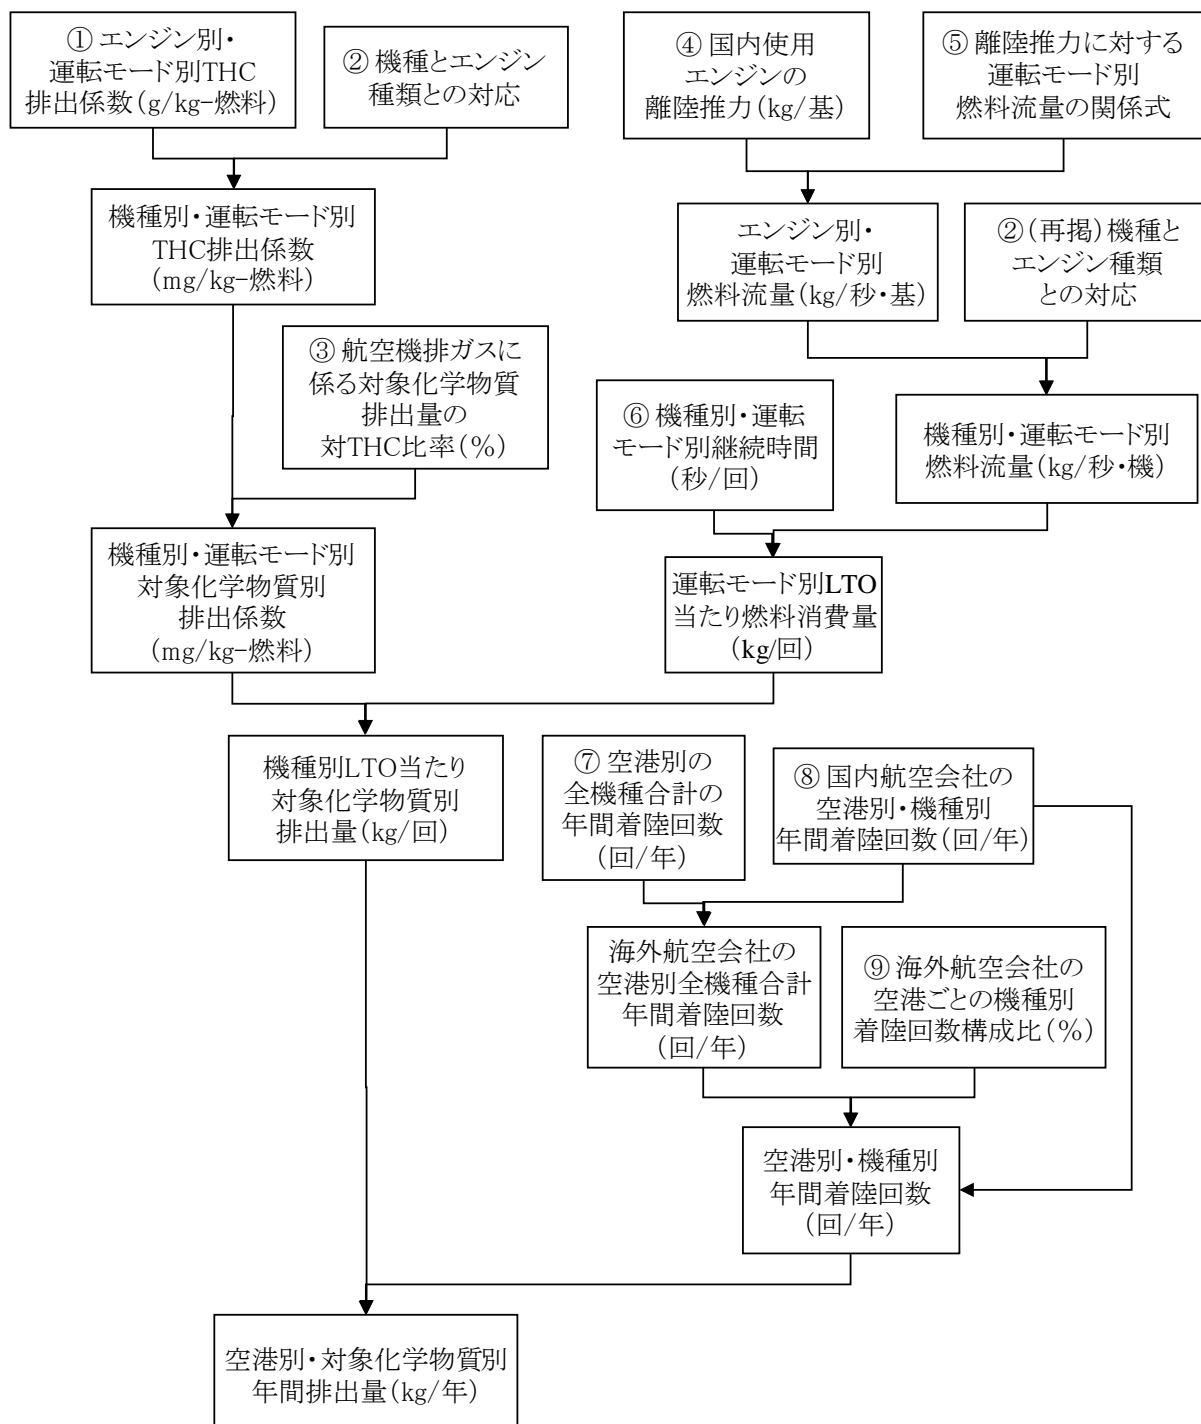 ① エンジン別・
運転モード別THC
排出係数(g/kg-燃料)
② 機種とエンジン
種類との対応
④ 国内使用
エンジンの
離陸推力(kg/基)
⑤ 離陸推力に対する
運転モード別
燃料流量の関係式
機種別・運転モード別
THC排出係数
(mg/kg-燃料)
エンジン別・
運転モード別
燃料流量(kg/秒・基)
②(再掲)機種と
エンジン種類
との対応
③ 航空機排ガスに
係る対象化学物質
排出量の
対THC比率(%)
⑥ 機種別・運転
モード別継続時間
(秒/回)
機種別・運転モード別
燃料流量(kg/秒・機)
機種別・運転モード別
対象化学物質別
排出係数
(mg/kg-燃料)
運転モード別LTO
当たり燃料消費量
(kg/回)
機種別LTO当たり
対象化学物質別
排出量(kg/回)
⑦ 空港別の
全機種合計の
年間着陸回数
(回/年)
⑧ 国内航空会社の
空港別・機種別
年間着陸回数(回/年)
海外航空会社の
空港別全機種合計
年間着陸回数
(回/年)
⑨ 海外航空会社の
空港ごとの機種別
着陸回数構成比(%)
空港別・機種別
年間着陸回数
(回/年)
空港別・対象化学物質別
年間排出量(kg/年)